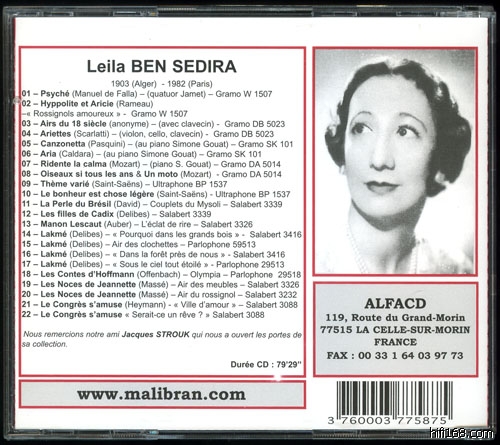 Leila BEN SEDIRA
1903 (Alger)  - 1982 (Paris)
01 – Psyché (Manuel de Falla) – (quatuor Jamet) – Gramo W 1507
02 – Hyppolite et Aricie (Rameau)
–« Rossignols amoureux » -  Gramo W 1507
03 – Airs du 18 siècle (anonyme) – (avec clavecin) - Gramo DB 5023
04 – Ariettes (Scarlatti) – (violon, cello, clavecin) - Gramo DB 5023
05 – Canzonetta (Pasquini) – (au piano Simone Gouat) – Gramo SK 101
06 – Aria (Caldara) – (au piano Simone Gouat) – Gramo SK 101
07 – Ridente la calma (Mozart) – (piano S. Gouat) – Gramo DA 5014
08 – Oiseaux si tous les ans & Un moto (Mozart) - Gramo DA 5014
09 – Thème varié (Saint-Saëns) – Ultraphone BP 1537
10 – Le bonheur est chose légère (Saint-Saëns) - Ultraphone BP 1537
11 – La Perle du Brésil (David) – Couplets du Mysoli – Salabert 3339
12 – Les filles de Cadix (Delibes) – Salabert 3339
13 – Manon Lescaut (Auber) – L'éclat de rire – Salabert 3326
14 – Lakmé (Delibes) – « Pourquoi dans les grands bois » - Salabert 3416
15 – Lakmé (Delibes) – Air des clochettes – Parlophone 59513
16 – Lakmé (Delibes) – « Dans la forêt près de nous » - Salabert 3416
17 – Lakmé (Delibes) – « Sous le ciel tout étoilé » - Parlophone 29513
18 – Les Contes d'Hoffmann (Offenbach) – Olympia – Parlophone  29518
19 – Les Noces de Jeannette (Massé) – Air des meubles – Salabert 3326
20 – Les Noces de Jeannette (Massé) – Air du rossignol – Salabert 3232
21 – Le Congrès s'amuse (Heymann) - « Ville d'amour » – Salabert 3088
22 – Le Congrès s'amuse « Serait-ce un rêve ? » - Salabert 3088
Nous remercions notre ami Jacques STROUK qui nous a ouvert les portes de
sa collection.
Durée CD : 79'29"
www.malibran.com
ALFACD
119, Route du Grand-Morin
77515 LA CELLE-SUR-MORIN
FRANCE
FAX : 00 33 1 64 03 97 73
3 760003 775875
hifi168.com